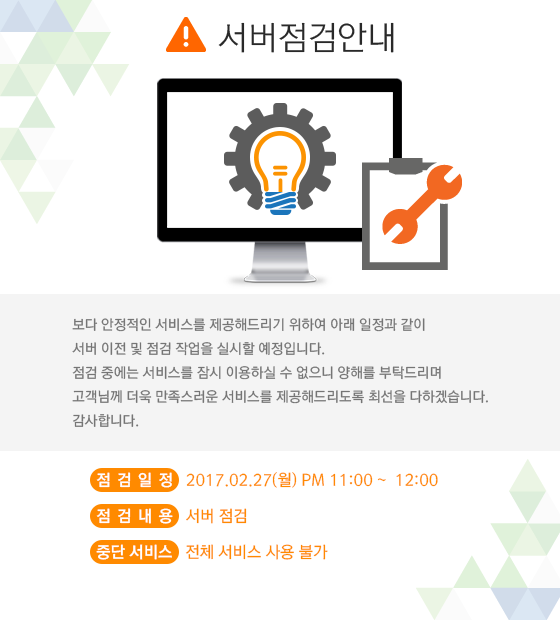 서버점검안내
보다 안정적인 서비스를 제공해드리기 위하여 아래 일정과 같이
서버 이전 및 점검 작업을 실시할 예정입니다.
점검 중에는 서비스를 잠시 이용하실 수 없으니 양해를 부탁드리며
고객님께 더욱 만족스러운 서비스를 제공해드리도록 최선을 다하겠습니다.
감사합니다.
점 검 일 정 2017.02.27(월) PM 11:00 ~ 12:00
점 검 내 용 서버 점검
중단 서비스 전체 서비스 사용 불가